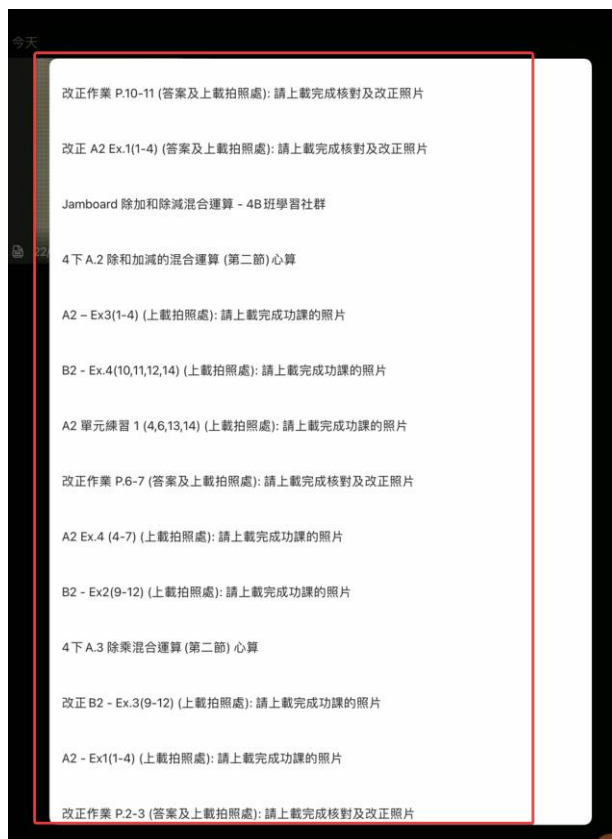 今天
改正作業 P.10-11 (答案及上載拍照處): 請上載完成核對及改正照片
改正 A2 Ex.1(1-4) (答案及上載拍照處): 請上載完成核對及改正照片
Jamboard 除加和除減混合運算 - 4B 班學習社群
22/
4下 A.2 除和加減的混合運算 (第二節) 心算
A2 – Ex3(1-4) (上載拍照處): 請上載完成功課的照片
B2 - Ex.4(10,11,12,14) (上載拍照處): 請上載完成功課的照片
A2 單元練習 1 (4,6,13,14) (上載拍照處): 請上載完成功課的照片
改正作業 P.6-7 (答案及上載拍照處): 請上載完成核對及改正照片
A2 Ex.4 (4-7) (上載拍照處): 請上載完成功課的照片
B2 - Ex2(9-12) (上載拍照處): 請上載完成功課的照片
4下 A.3 除乘混合運算 (第二節) 心算
改正 B2 - Ex.3(9-12) (上載拍照處): 請上載完成功課的照片
A2 - Ex1(1-4) (上載拍照處): 請上載完成功課的照片
改正作業 P.2-3 (答案及上載拍照處): 請上載完成核對及改正照片